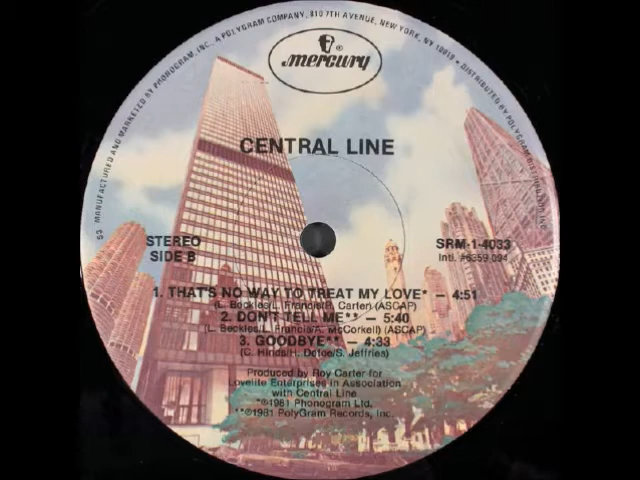 MANUFACTURED AND MARKETED BY PHONOGRAM, INC., A POLYGRAM COMPANY, 810 7TH AVENUE, NEW YORK, NY 10019 • DISTRIBUTED BY POLYGRAM DISTRIBUTION, INC.
53
mercury®
CENTRAL LINE
STEREO
SIDE B
SRM-1-4033
Intl. #6359 094
1. THAT'S NO WAY TO TREAT MY LOVE* — 4:51
(L. Beckles/L. Francis/R. Carter) (ASCAP)
2. DON'T TELL ME** — 5:40
(L. Beckles/L. Francis/A. McCorkell) (ASCAP)
3. GOODBYE** — 4:33
(C. Hinds/H. Defoe/S. Jeffries)
Produced by Roy Carter for
Lovelite Enterprises in Association
with Central Line
*℗1981 Phonogram Ltd.
**℗1981 PolyGram Records, Inc.